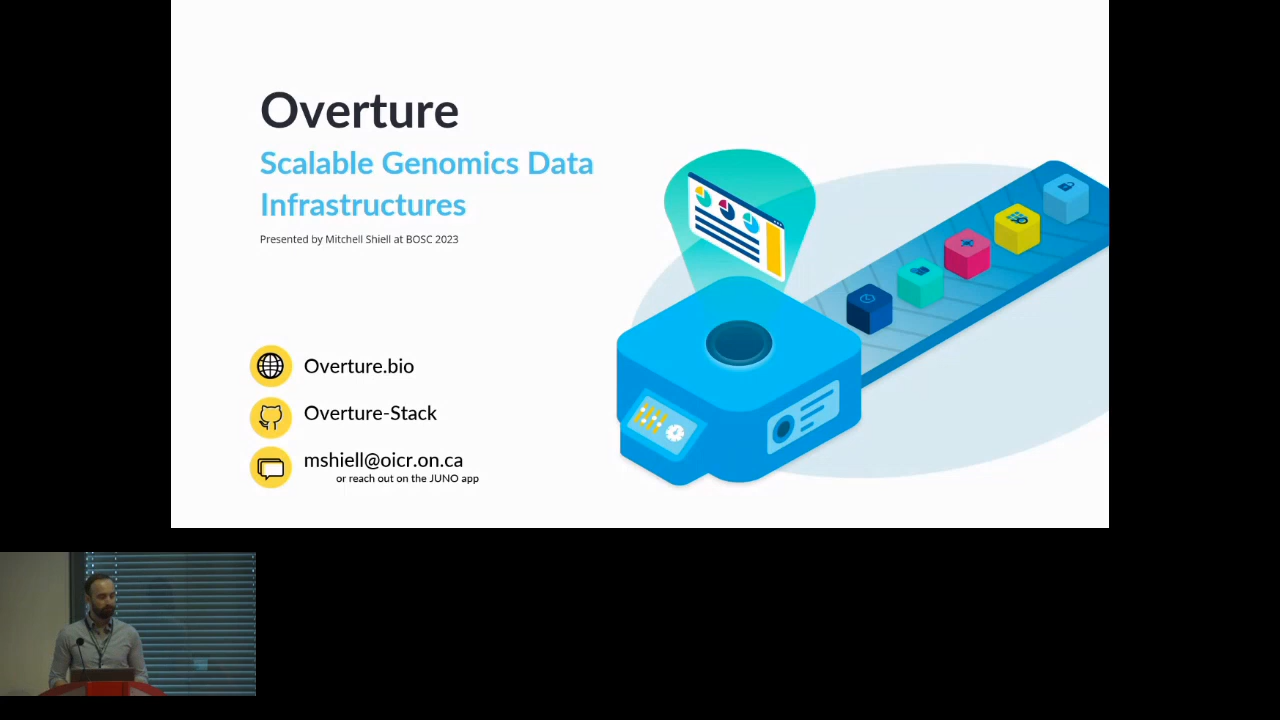 Overture
Scalable Genomics Data
Infrastructures
Presented by Mitchell Shiell at BOSC 2023
Overture.bio
Overture-Stack
mshiell@oicr.on.ca
or reach out on the JUNO app